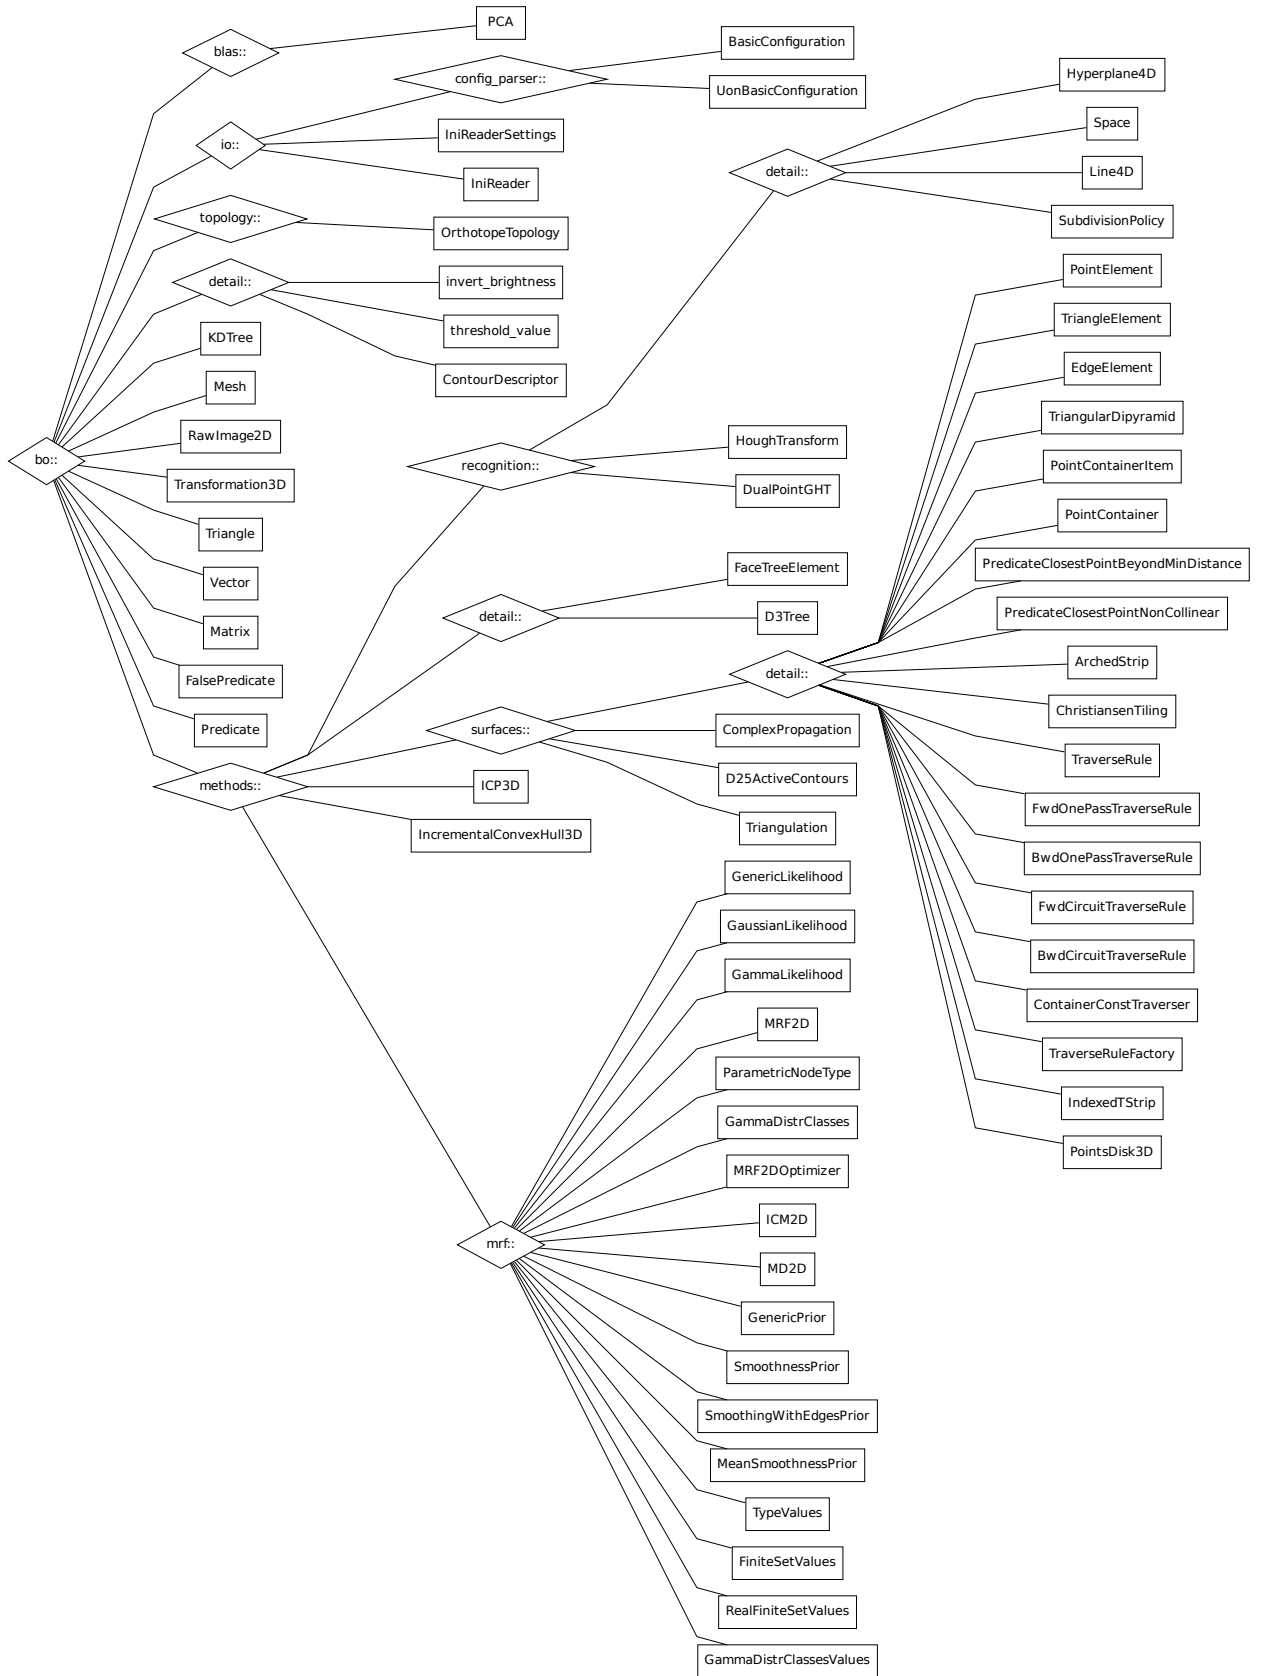 blas::
PCA
io::
config_parser::
BasicConfiguration
UonBasicConfiguration
IniReaderSettings
IniReader
topology::
OrthotopeTopology
detail::
invert_brightness
threshold_value
ContourDescriptor
bo::
KDTree
Mesh
RawImage2D
Transformation3D
Triangle
Vector
Matrix
FalsePredicate
Predicate
methods::
recognition::
detail::
Hyperplane4D
Space
Line4D
SubdivisionPolicy
HoughTransform
DualPointGHT
detail::
FaceTreeElement
D3Tree
surfaces::
detail::
PointElement
TriangleElement
EdgeElement
TriangularDipyramid
PointContainerItem
PointContainer
PredicateClosestPointBeyondMinDistance
PredicateClosestPointNonCollinear
ArchedStrip
ChristiansenTiling
TraverseRule
FwdOnePassTraverseRule
BwdOnePassTraverseRule
FwdCircuitTraverseRule
BwdCircuitTraverseRule
ContainerConstTraverser
TraverseRuleFactory
IndexedTStrip
PointsDisk3D
ComplexPropagation
D25ActiveContours
Triangulation
ICP3D
IncrementalConvexHull3D
mrf::
GenericLikelihood
GaussianLikelihood
GammaLikelihood
MRF2D
ParametricNodeType
GammaDistrClasses
MRF2DOptimizer
ICM2D
MD2D
GenericPrior
SmoothnessPrior
SmoothingWithEdgesPrior
MeanSmoothnessPrior
TypeValues
FiniteSetValues
RealFiniteSetValues
GammaDistrClassesValues